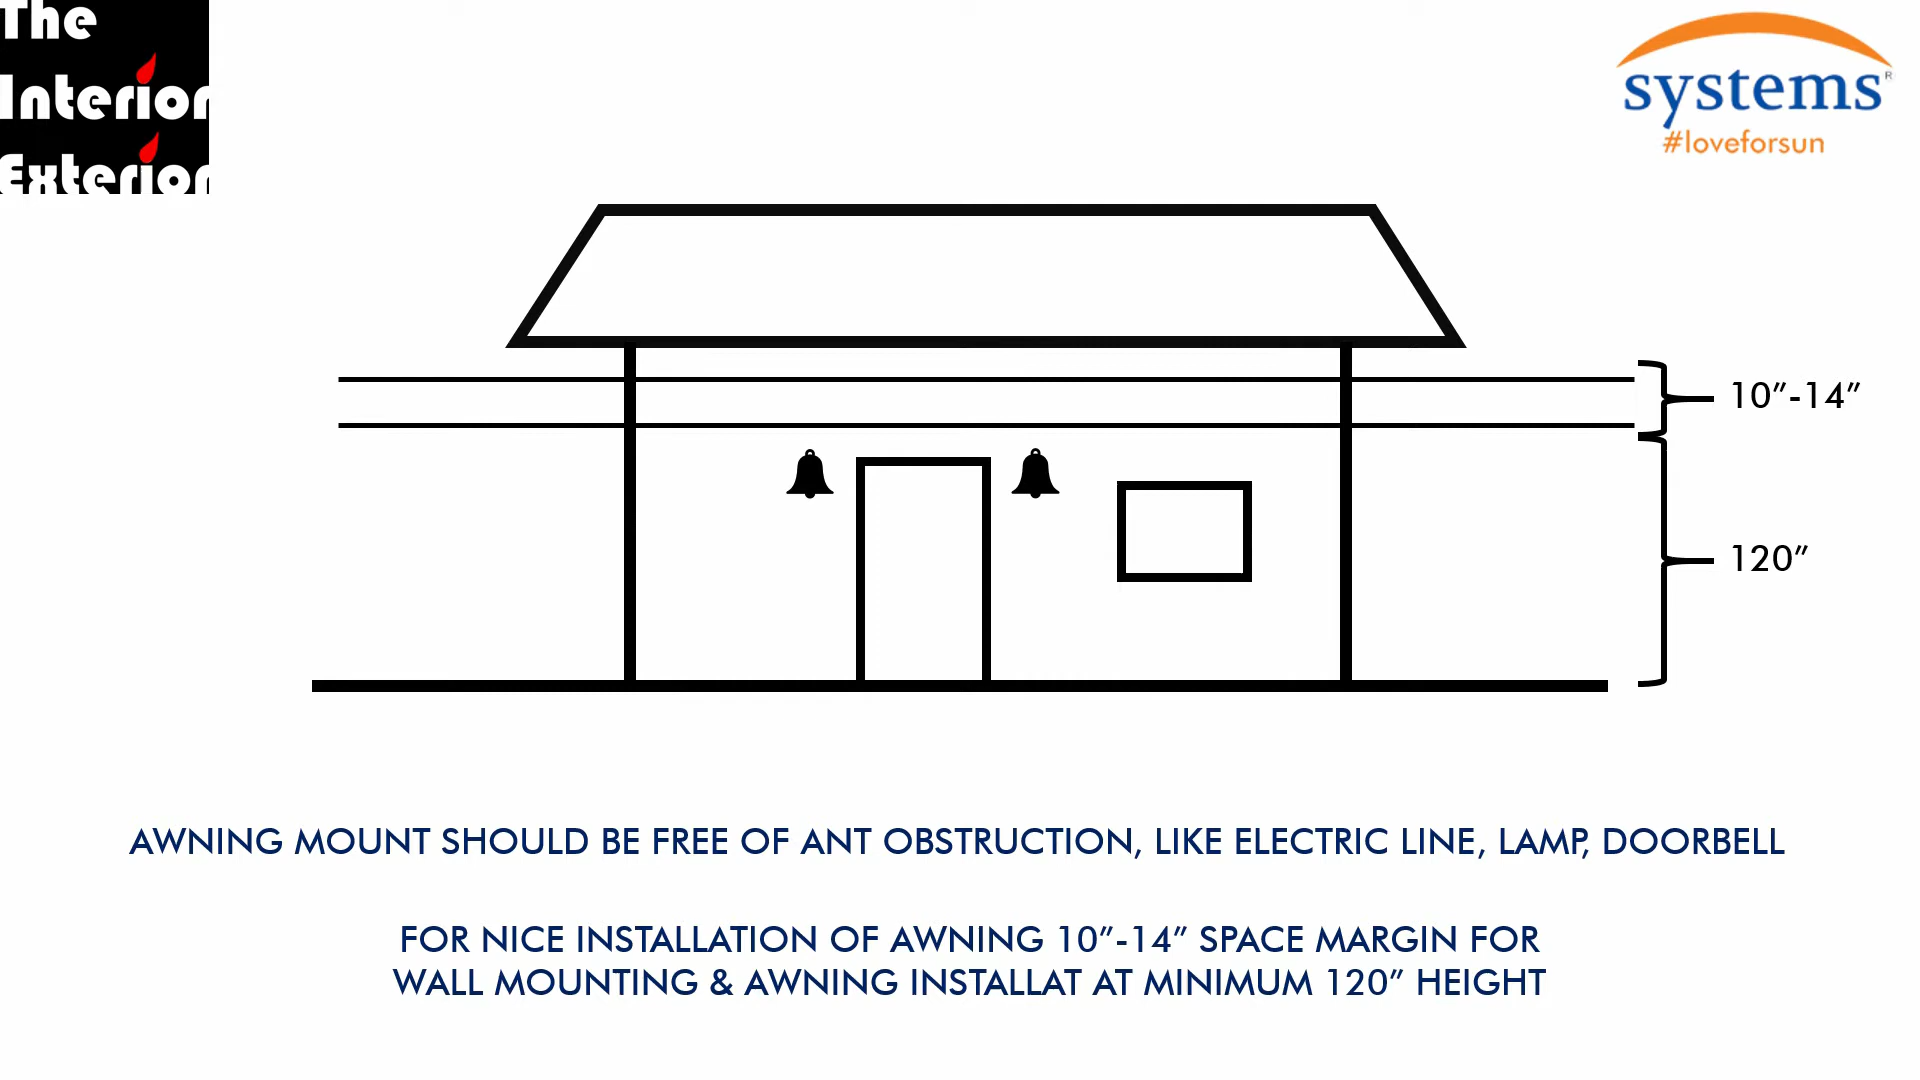 The
Interior
Exterior
systems®
#loveforsun
10”-14”
120”
AWNING MOUNT SHOULD BE FREE OF ANT OBSTRUCTION, LIKE ELECTRIC LINE, LAMP, DOORBELL
FOR NICE INSTALLATION OF AWNING 10”-14” SPACE MARGIN FOR
WALL MOUNTING & AWNING INSTALLAT AT MINIMUM 120” HEIGHT